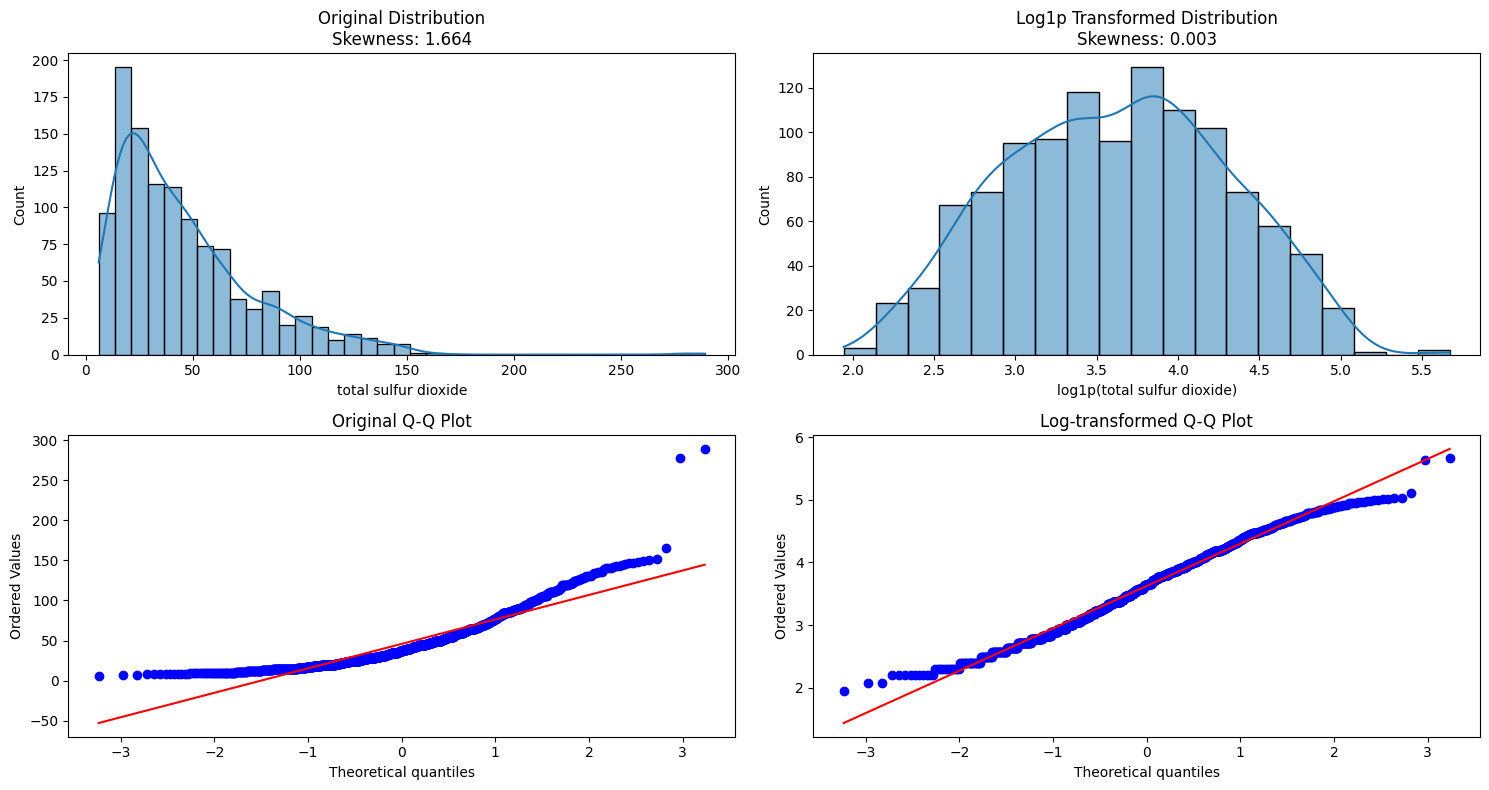 Original Distribution
Skewness: 1.664
200
175
150
125
100
75
50
25
0
Count
0 50 100 150 200 250 300
total sulfur dioxide
Log1p Transformed Distribution
Skewness: 0.003
120
100
80
60
40
20
0
Count
2.0 2.5 3.0 3.5 4.0 4.5 5.0 5.5
log1p(total sulfur dioxide)
Original Q-Q Plot
300
250
200
150
100
50
0
−50
Ordered Values
−3 −2 −1 0 1 2 3
Theoretical quantiles
Log-transformed Q-Q Plot
6
5
4
3
2
Ordered Values
−3 −2 −1 0 1 2 3
Theoretical quantiles